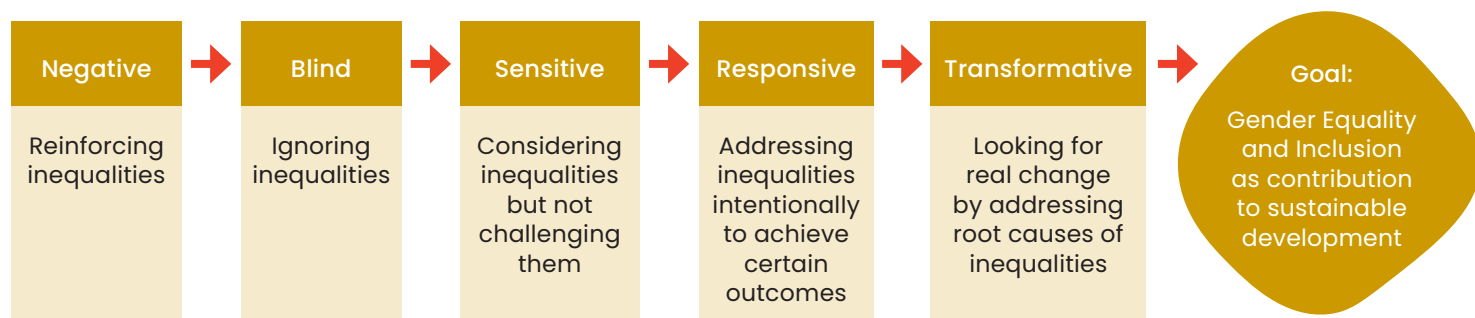 Negative
Reinforcing
inequalities
Blind
Ignoring
inequalities
Sensitive
Considering
inequalities
but not
challenging
them
Responsive
Addressing
inequalities
intentionally
to achieve
certain
outcomes
Transformative
Looking for
real change
by addressing
root causes of
inequalities
Goal:
Gender Equality
and Inclusion
as contribution
to sustainable
development